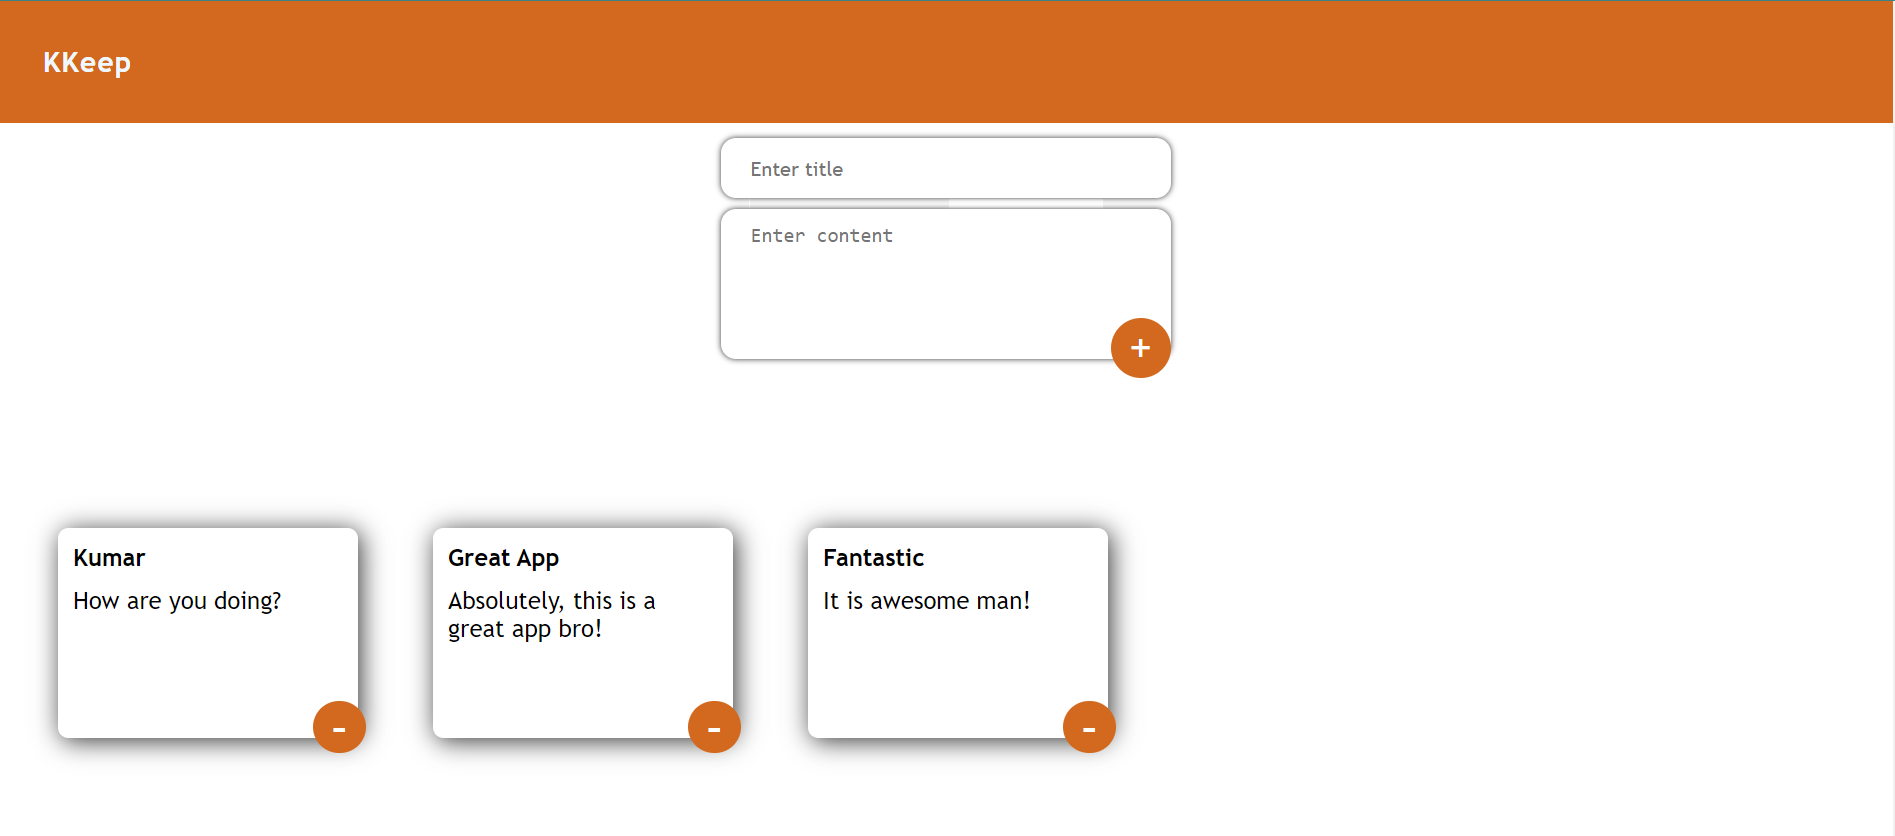 KKeep
Enter title
Enter content
+
Kumar
How are you doing?
-
Great App
Absolutely, this is a
great app bro!
-
Fantastic
It is awesome man!
-